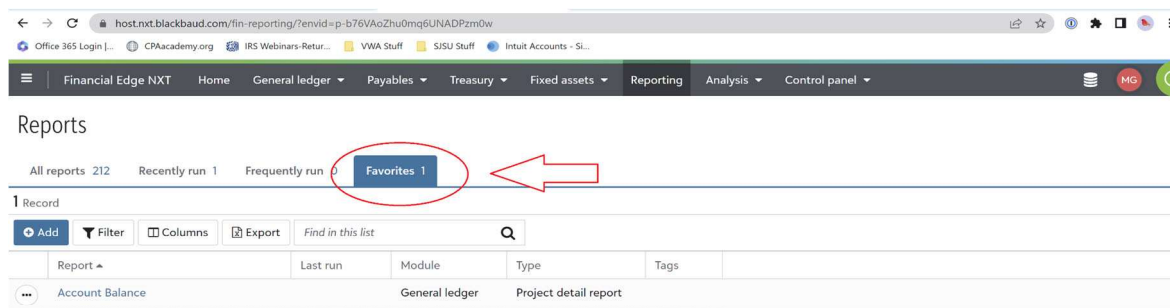 host.nxt.blackbaud.com/fin-reporting/?envid=p-b76VAoZhu0mq6UNADPzm0w
Office 365 Login |... CPAacademy.org IRS Webinars-Retur... VWA Stuff SJSU Stuff Intuit Accounts - Si...
Financial Edge NXT Home General ledger Payables Treasury Fixed assets Reporting Analysis Control panel MG
Reports
All reports 212 Recently run 1 Frequently run 0 Favorites 1
1 Record
Add Filter Columns Export Find in this list
Report Last run Module Type Tags
Account Balance General ledger Project detail report